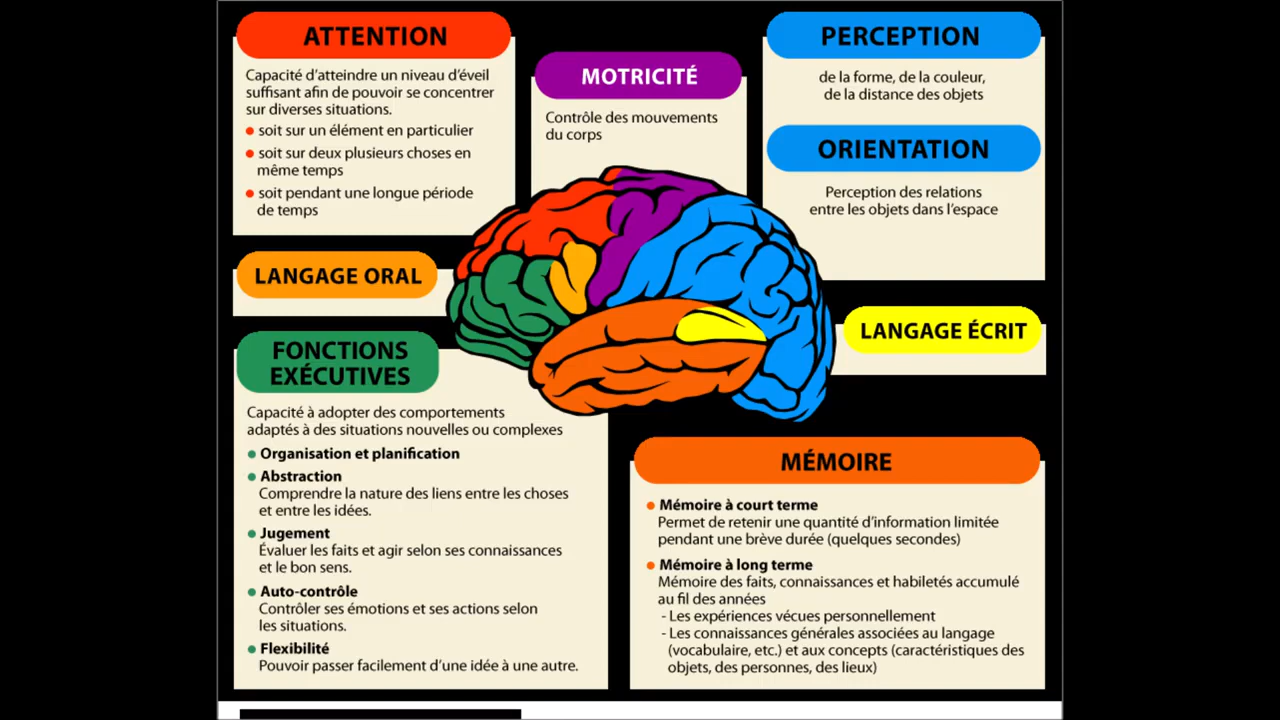 ATTENTION
Capacité d'atteindre un niveau d'éveil
suffisant afin de pouvoir se concentrer
sur diverses situations.
• soit sur un élément en particulier
• soit sur deux plusieurs choses en
même temps
• soit pendant une longue période
de temps
MOTRICITÉ
Contrôle des mouvements
du corps
PERCEPTION
de la forme, de la couleur,
de la distance des objets
ORIENTATION
Perception des relations
entre les objets dans l'espace
LANGAGE ORAL
LANGAGE ÉCRIT
FONCTIONS
EXÉCUTIVES
Capacité à adopter des comportements
adaptés à des situations nouvelles ou complexes
• Organisation et planification
• Abstraction
Comprendre la nature des liens entre les choses
et entre les idées.
• Jugement
Évaluer les faits et agir selon ses connaissances
et le bon sens.
• Auto-contrôle
Contrôler ses émotions et ses actions selon
les situations.
• Flexibilité
Pouvoir passer facilement d'une idée à une autre.
MÉMOIRE
• Mémoire à court terme
Permet de retenir une quantité d'information limitée
pendant une brève durée (quelques secondes)
• Mémoire à long terme
Mémoire des faits, connaissances et habiletés accumulé
au fil des années
- Les expériences vécues personnellement
- Les connaissances générales associées au langage
(vocabulaire, etc.) et aux concepts (caractéristiques des
objets, des personnes, des lieux)